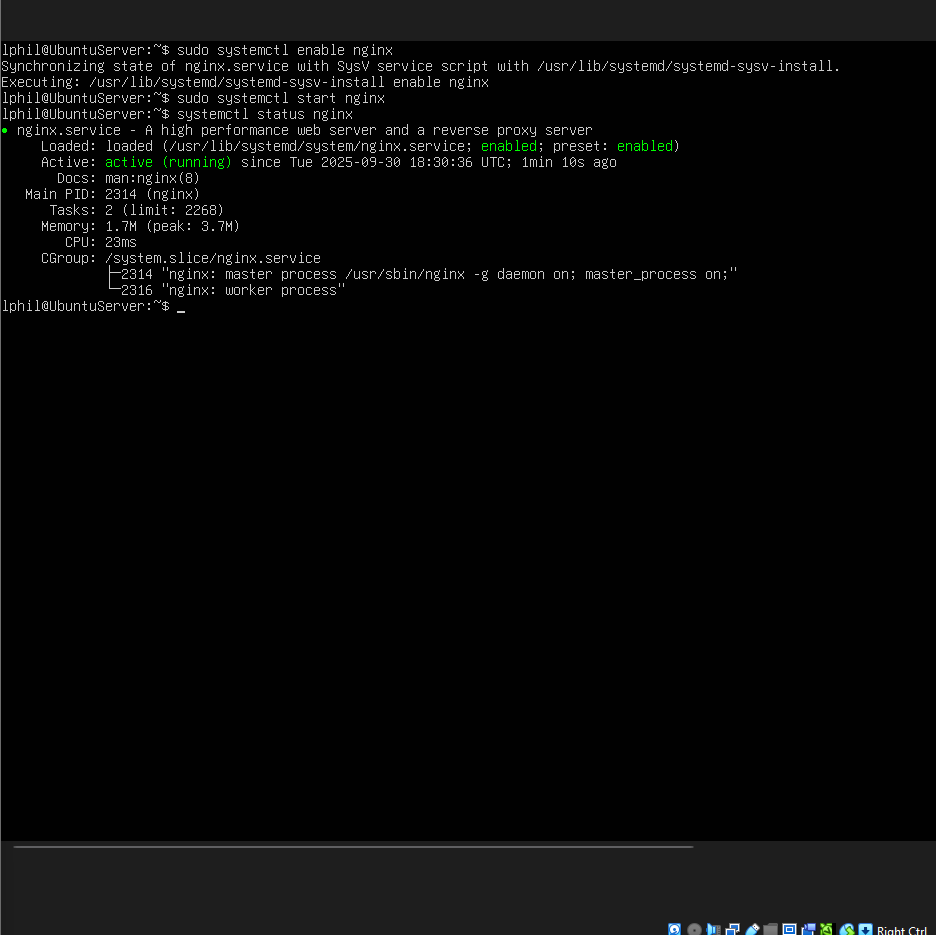 lphil@UbuntuServer:~$ sudo systemctl enable nginx
Synchronizing state of nginx.service with SysV service script with /usr/lib/systemd/systemd-sysv-install.
Executing: /usr/lib/systemd/systemd-sysv-install enable nginx
lphil@UbuntuServer:~$ sudo systemctl start nginx
lphil@UbuntuServer:~$ systemctl status nginx
● nginx.service - A high performance web server and a reverse proxy server
     Loaded: loaded (/usr/lib/systemd/system/nginx.service; enabled; preset: enabled)
     Active: active (running) since Tue 2025-09-30 18:30:36 UTC; 1min 10s ago
       Docs: man:nginx(8)
   Main PID: 2314 (nginx)
      Tasks: 2 (limit: 2268)
     Memory: 1.7M (peak: 3.7M)
        CPU: 23ms
     CGroup: /system.slice/nginx.service
             ├─2314 "nginx: master process /usr/sbin/nginx -g daemon on; master_process on;"
             └─2316 "nginx: worker process"
lphil@UbuntuServer:~$ _
Right Ctrl